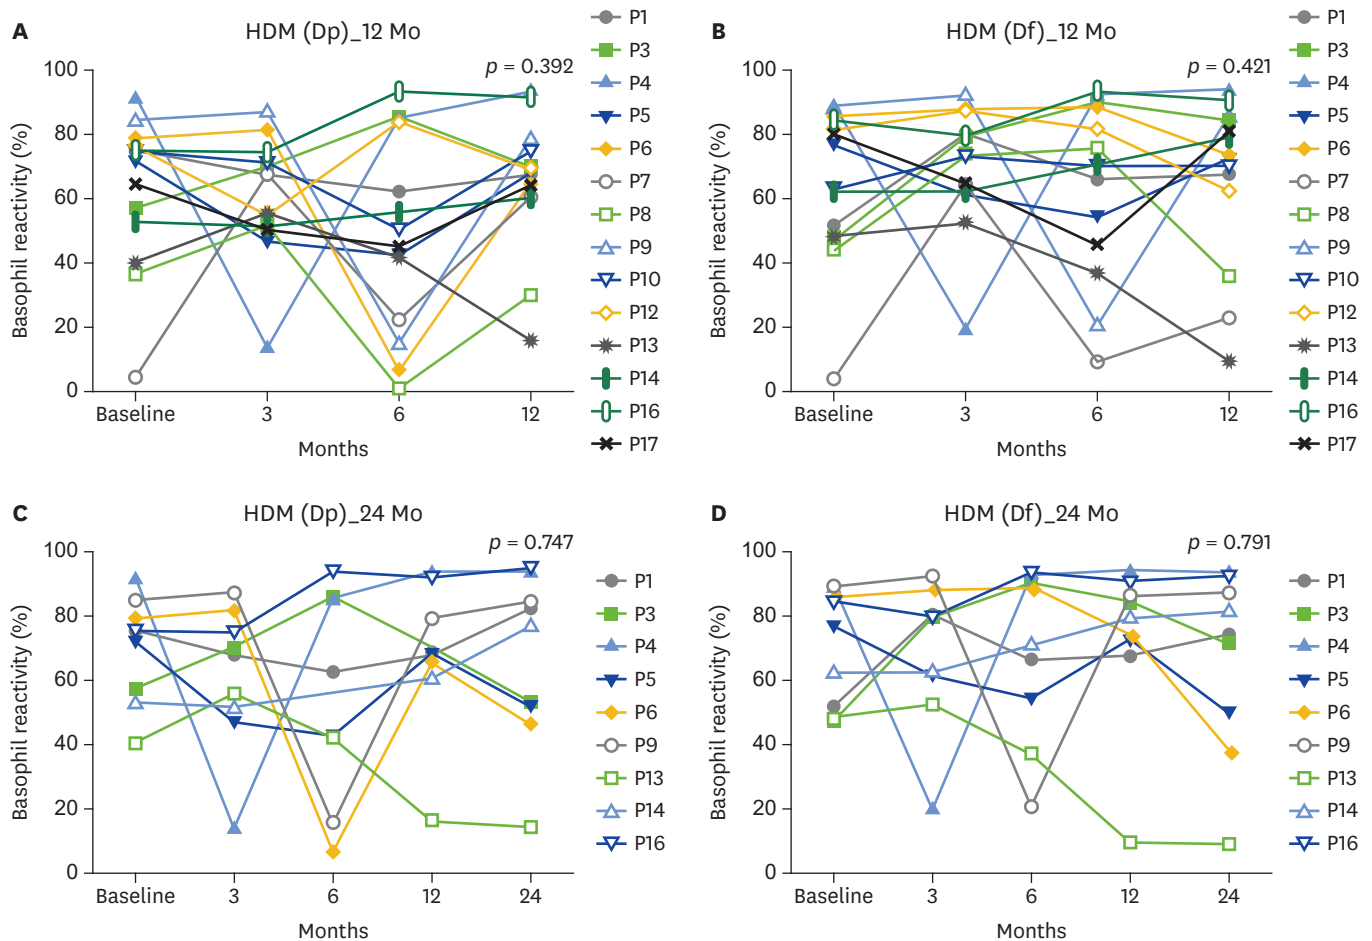 A
HDM (Dp)_12 Mo
p = 0.392
Basophil reactivity (%)
100
80
60
40
20
0
Baseline
3
6
12
Months
P1
P3
P4
P5
P6
P7
P8
P9
P10
P12
P13
P14
P16
P17
B
HDM (Df)_12 Mo
p = 0.421
Basophil reactivity (%)
100
80
60
40
20
0
Baseline
3
6
12
Months
P1
P3
P4
P5
P6
P7
P8
P9
P10
P12
P13
P14
P16
P17
C
HDM (Dp)_24 Mo
p = 0.747
Basophil reactivity (%)
100
80
60
40
20
0
Baseline
3
6
12
24
Months
P1
P3
P4
P5
P6
P9
P13
P14
P16
D
HDM (Df)_24 Mo
p = 0.791
Basophil reactivity (%)
100
80
60
40
20
0
Baseline
3
6
12
24
Months
P1
P3
P4
P5
P6
P9
P13
P14
P16